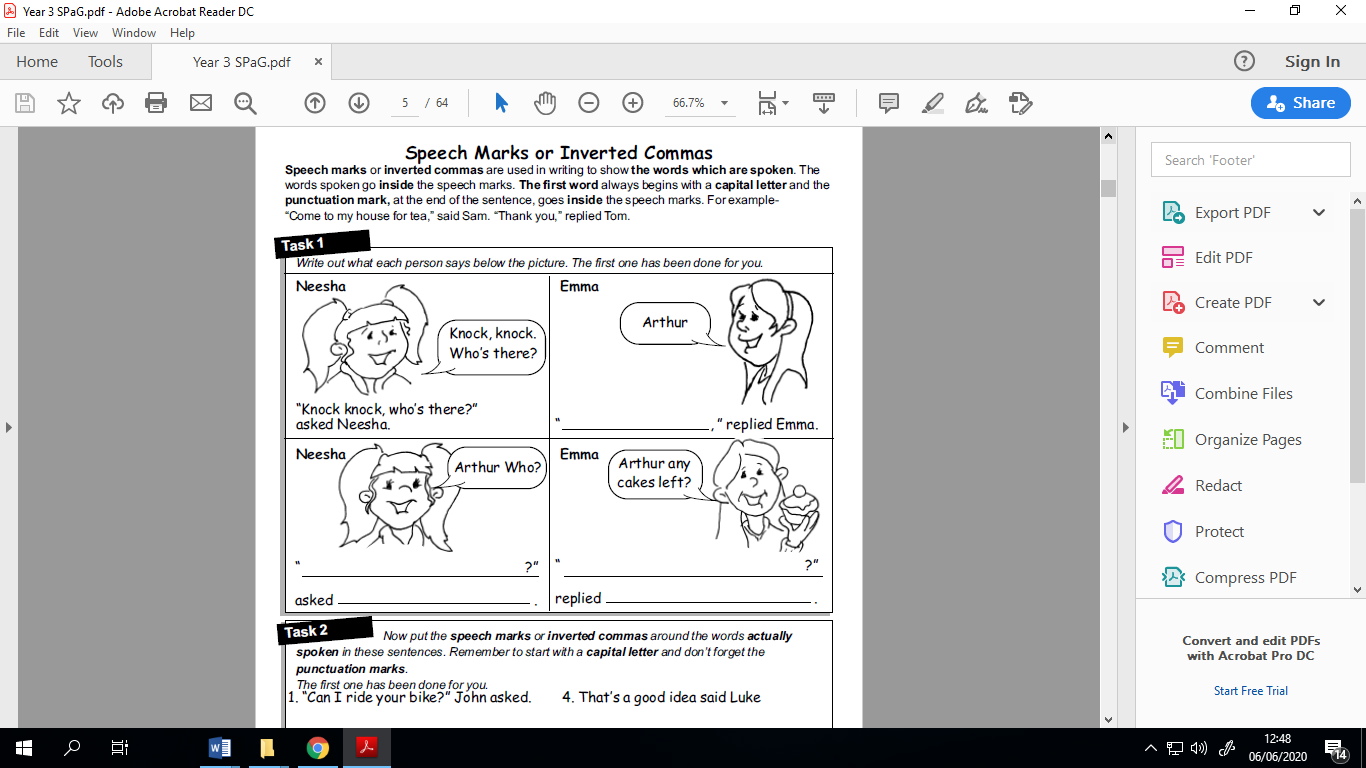 Year 3 SPaG.pdf - Adobe Acrobat Reader DC
File Edit View Window Help
Home Tools Year 3 SPaG.pdf × Sign In
5 / 64 66.7% Share
Speech Marks or Inverted Commas
Speech marks or inverted commas are used in writing to show the words which are spoken. The
words spoken go inside the speech marks. The first word always begins with a capital letter and the
punctuation mark, at the end of the sentence, goes inside the speech marks. For example-
“Come to my house for tea,” said Sam. “Thank you,” replied Tom.
Task 1
Write out what each person says below the picture. The first one has been done for you.
Neesha
Knock, knock.
Who’s there?
“Knock knock, who’s there?”
asked Neesha.
Emma
Arthur
“____________________,” replied Emma.
Neesha
Arthur Who?
“______________________________?”
asked ________________________ .
Emma
Arthur any
cakes left?
“______________________________?”
replied __________________________ .
Task 2
Now put the speech marks or inverted commas around the words actually
spoken in these sentences. Remember to start with a capital letter and don’t forget the
punctuation marks.
The first one has been done for you.
1. “Can I ride your bike?” John asked.
4. That’s a good idea said Luke
Search 'Footer'
Export PDF
Edit PDF
Create PDF
Comment
Combine Files
Organize Pages
Redact
Protect
Compress PDF
Convert and edit PDFs
with Acrobat Pro DC
Start Free Trial
12:48
06/06/2020
14